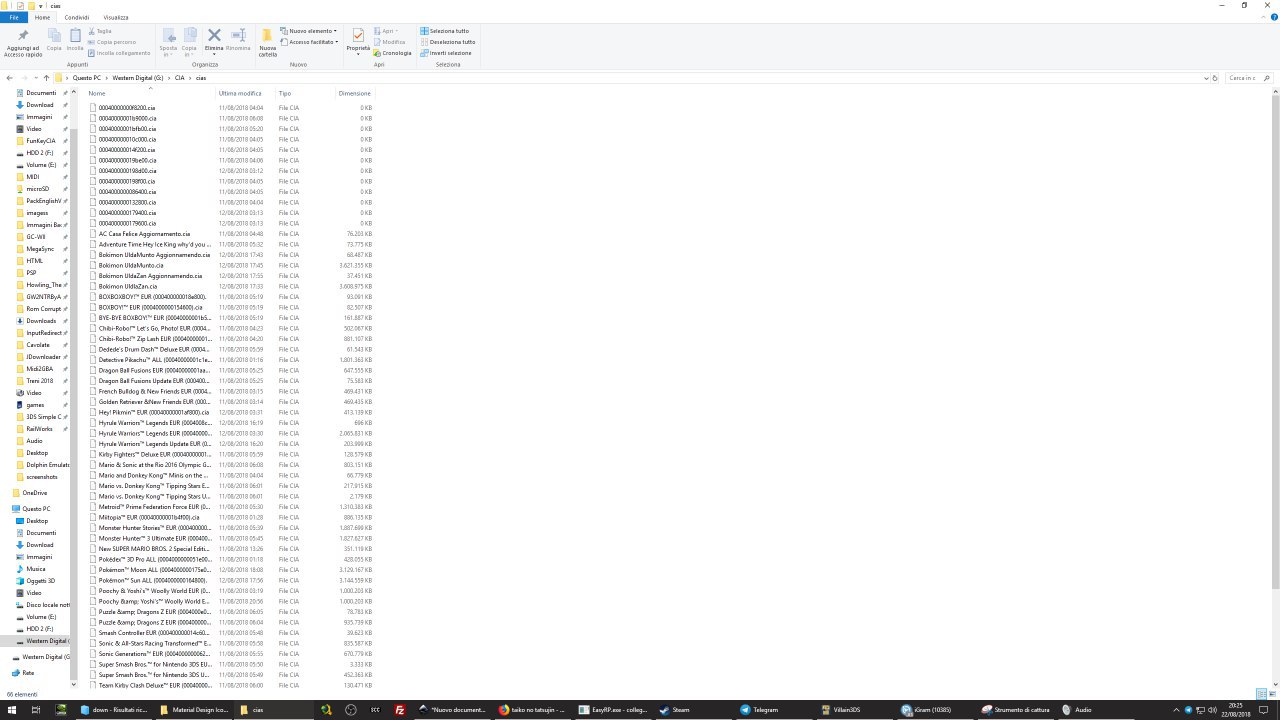 cias
File Home Condividi Visualizza
Aggiungi ad Accesso rapido
Copia
Incolla
Taglia
Copia percorso
Incolla collegamento
Appunti
Sposta in
Copia in
Elimina
Rinomina
Organizza
Nuova cartella
Nuovo elemento
Accesso facilitato
Nuovo
Proprietà
Apri
Modifica
Cronologia
Apri
Seleziona tutto
Deseleziona tutto
Inverti selezione
Seleziona
Questo PC > Western Digital (G:) > CIA > cias
Cerca in c
Documenti
Download
Immagini
Video
FunKeyCIA
HDD 2 (F:)
Volume (E:)
MIDI
microSD
PackEnglishV
imagess
Immagini Bac
GC-WII
MegaSync
HTML
PSP
Howling_The
GW2NTRByA
Rom Corrupt
Downloads
InputRedirect
Cavolate
JDownloader
Midi2GBA
Treni 2018
Video
games
3DS Simple C
RailWorks
Audio
Desktop
Dolphin Emulato
screenshots
OneDrive
Questo PC
Desktop
Documenti
Download
Immagini
Musica
Oggetti 3D
Video
Disco locale not
Volume (E:)
HDD 2 (F:)
Western Digital (
Western Digital (G
Rete
Nome Ultima modifica Tipo Dimensione
00040000000f8200.cia 11/08/2018 04:04 File CIA 0 KB
00040000001b9000.cia 11/08/2018 06:08 File CIA 0 KB
00040000001bfb00.cia 11/08/2018 05:20 File CIA 0 KB
000400000010c000.cia 11/08/2018 04:05 File CIA 0 KB
000400000014f200.cia 11/08/2018 04:05 File CIA 0 KB
000400000019be00.cia 11/08/2018 04:06 File CIA 0 KB
000400000198d00.cia 12/08/2018 03:12 File CIA 0 KB
000400000198f00.cia 11/08/2018 04:05 File CIA 0 KB
0004000000086400.cia 11/08/2018 04:05 File CIA 0 KB
0004000000132800.cia 11/08/2018 04:04 File CIA 0 KB
0004000000179400.cia 12/08/2018 03:13 File CIA 0 KB
0004000000179600.cia 12/08/2018 03:13 File CIA 0 KB
AC Casa Felice Aggiornamento.cia 11/08/2018 04:48 File CIA 76.203 KB
Adventure Time Hey !ce King why'd you ... 11/08/2018 05:32 File CIA 73.775 KB
Bokimon UldaMunto Aggionnamendo.cia 12/08/2018 17:43 File CIA 68.487 KB
Bokimon UldaMunto.cia 12/08/2018 17:45 File CIA 3.621.355 KB
Bokimon UldaZan Aggionnamendo.cia 12/08/2018 17:55 File CIA 37.451 KB
Bokimon UldlaZan.cia 12/08/2018 17:33 File CIA 3.608.975 KB
BOXBOXBOY!™ EUR (000400000018e800). 11/08/2018 05:19 File CIA 93.091 KB
BOXBOY!™ EUR (0004000000154600).cia 11/08/2018 05:19 File CIA 82.507 KB
BYE-BYE BOXBOY!™ EUR (00040000001b5... 11/08/2018 05:19 File CIA 161.887 KB
Chibi-Robo!™ Let's Go, Photo! EUR (0004... 11/08/2018 04:23 File CIA 502.067 KB
Chibi-Robo!™ Zip Lash EUR (00040000001... 11/08/2018 04:20 File CIA 881.107 KB
Dedede's Drum Dash™ Deluxe EUR (0004... 11/08/2018 05:59 File CIA 61.543 KB
Detective Pikachu™ ALL (00040000001c1e... 11/08/2018 01:16 File CIA 1.801.363 KB
Dragon Ball Fusions EUR (00040000001aa... 11/08/2018 05:25 File CIA 647.555 KB
Dragon Ball Fusions Update EUR (000400... 11/08/2018 05:25 File CIA 75.583 KB
French Bulldog & New Friends EUR (0004... 11/08/2018 03:15 File CIA 469.431 KB
Golden Retriever &New Friends EUR (000... 11/08/2018 03:14 File CIA 469.435 KB
Hey! Pikmin™ EUR (00040000001af800).cia 12/08/2018 03:31 File CIA 413.139 KB
Hyrule Warriors™ Legends EUR (0004008c... 12/08/2018 16:19 File CIA 696 KB
Hyrule Warriors™ Legends EUR (00040000... 12/08/2018 03:30 File CIA 2.065.831 KB
Hyrule Warriors™ Legends Update EUR (0... 12/08/2018 16:20 File CIA 203.999 KB
Kirby Fighters™ Deluxe EUR (00040000001... 11/08/2018 05:59 File CIA 128.579 KB
Mario & Sonic at the Rio 2016 Olympic G... 11/08/2018 06:08 File CIA 803.151 KB
Mario and Donkey Kong™ Minis on the ... 11/08/2018 04:04 File CIA 66.779 KB
Mario vs. Donkey Kong™ Tipping Stars E... 11/08/2018 06:01 File CIA 217.915 KB
Mario vs. Donkey Kong™ Tipping Stars U... 11/08/2018 06:01 File CIA 2.179 KB
Metroid™ Prime Federation Force EUR (0... 11/08/2018 05:30 File CIA 1.310.383 KB
Miitopia™ (00040000001b4f00).cia 11/08/2018 01:28 File CIA 886.135 KB
Monster Hunter Stories™ EUR (00040000... 11/08/2018 05:39 File CIA 1.887.699 KB
Monster Hunter™ 3 Ultimate EUR (000400... 11/08/2018 05:45 File CIA 1.827.627 KB
New SUPER MARIO BROS. 2 Special Editi... 11/08/2018 13:26 File CIA 351.119 KB
Pokédex™ 3D Pro ALL (0004000000051e00... 11/08/2018 01:18 File CIA 428.055 KB
Pokémon™ Moon ALL (0004000000175e0... 12/08/2018 18:08 File CIA 3.129.167 KB
Pokémon™ Sun ALL (0004000000164800). 12/08/2018 17:56 File CIA 3.144.559 KB
Poochy & Yoshi's™ Woolly World EUR (0... 11/08/2018 03:19 File CIA 1.000.203 KB
Poochy &amp; Yoshi's™ Woolly World E... 11/08/2018 20:56 File CIA 1.000.203 KB
Puzzle &amp; Dragons Z EUR (0004000e0... 11/08/2018 06:05 File CIA 78.783 KB
Puzzle &amp; Dragons Z EUR (00040000... 11/08/2018 06:04 File CIA 935.739 KB
Smash Controller EUR (000400000014c60... 11/08/2018 05:48 File CIA 39.623 KB
Sonic & All-Stars Racing Transformed™ E... 11/08/2018 05:58 File CIA 835.587 KB
Sonic Generations™ EUR (0004000000062... 11/08/2018 05:55 File CIA 670.779 KB
Super Smash Bros.™ for Nintendo 3DS EU... 11/08/2018 05:50 File CIA 3.333 KB
Super Smash Bros.™ for Nintendo 3DS U... 11/08/2018 05:49 File CIA 452.363 KB
Team Kirby Clash Deluxe™ EUR (0004000... 11/08/2018 06:00 File CIA 130.471 KB
66 elementi
down - Risultati ric...
Material Design Ico...
cias
*Nuovo document...
taiko no tatsujin - ...
EasyRP.exe - colleg...
Steam
Telegram
Villain3DS
iGram (10385)
Strumento di cattura
Audio
20:25
22/08/2018